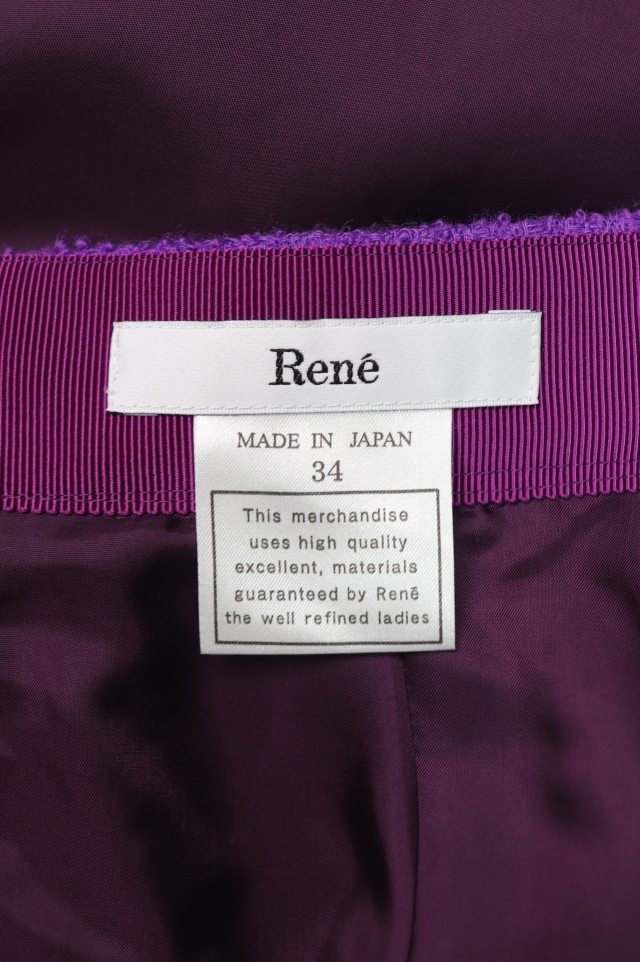 René
MADE IN JAPAN
34
This merchandise
uses high quality
excellent, materials
guaranteed by René
the well refined ladies